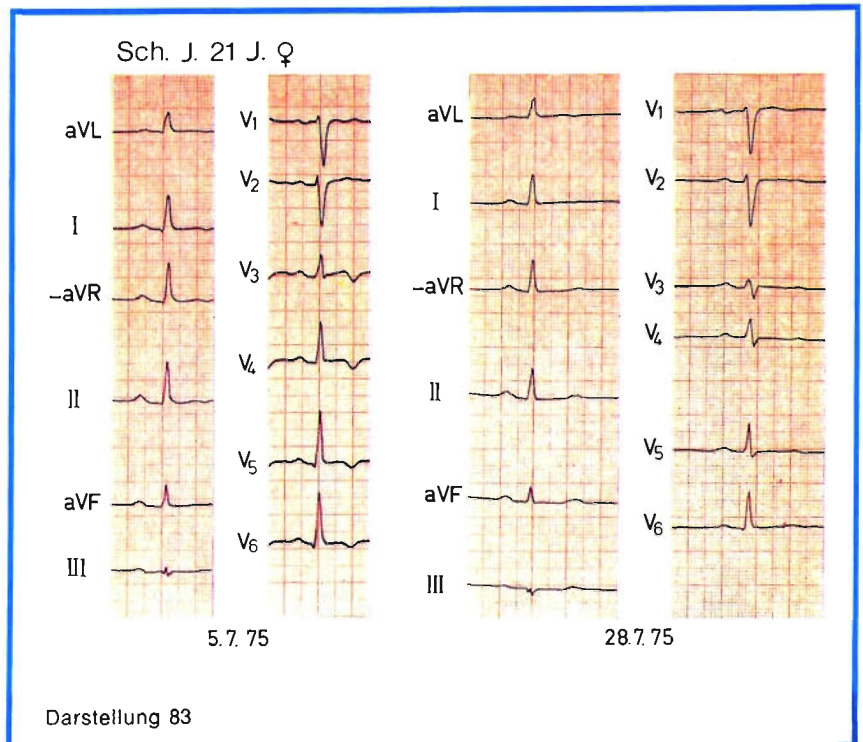 Sch. J. 21 J. ♀
aVL
I
-aVR
II
aVF
III
V1
V2
V3
V4
V5
V6
5.7.75
aVL
I
-aVR
II
aVF
III
V1
V2
V3
V4
V5
V6
28.7.75
Darstellung 83